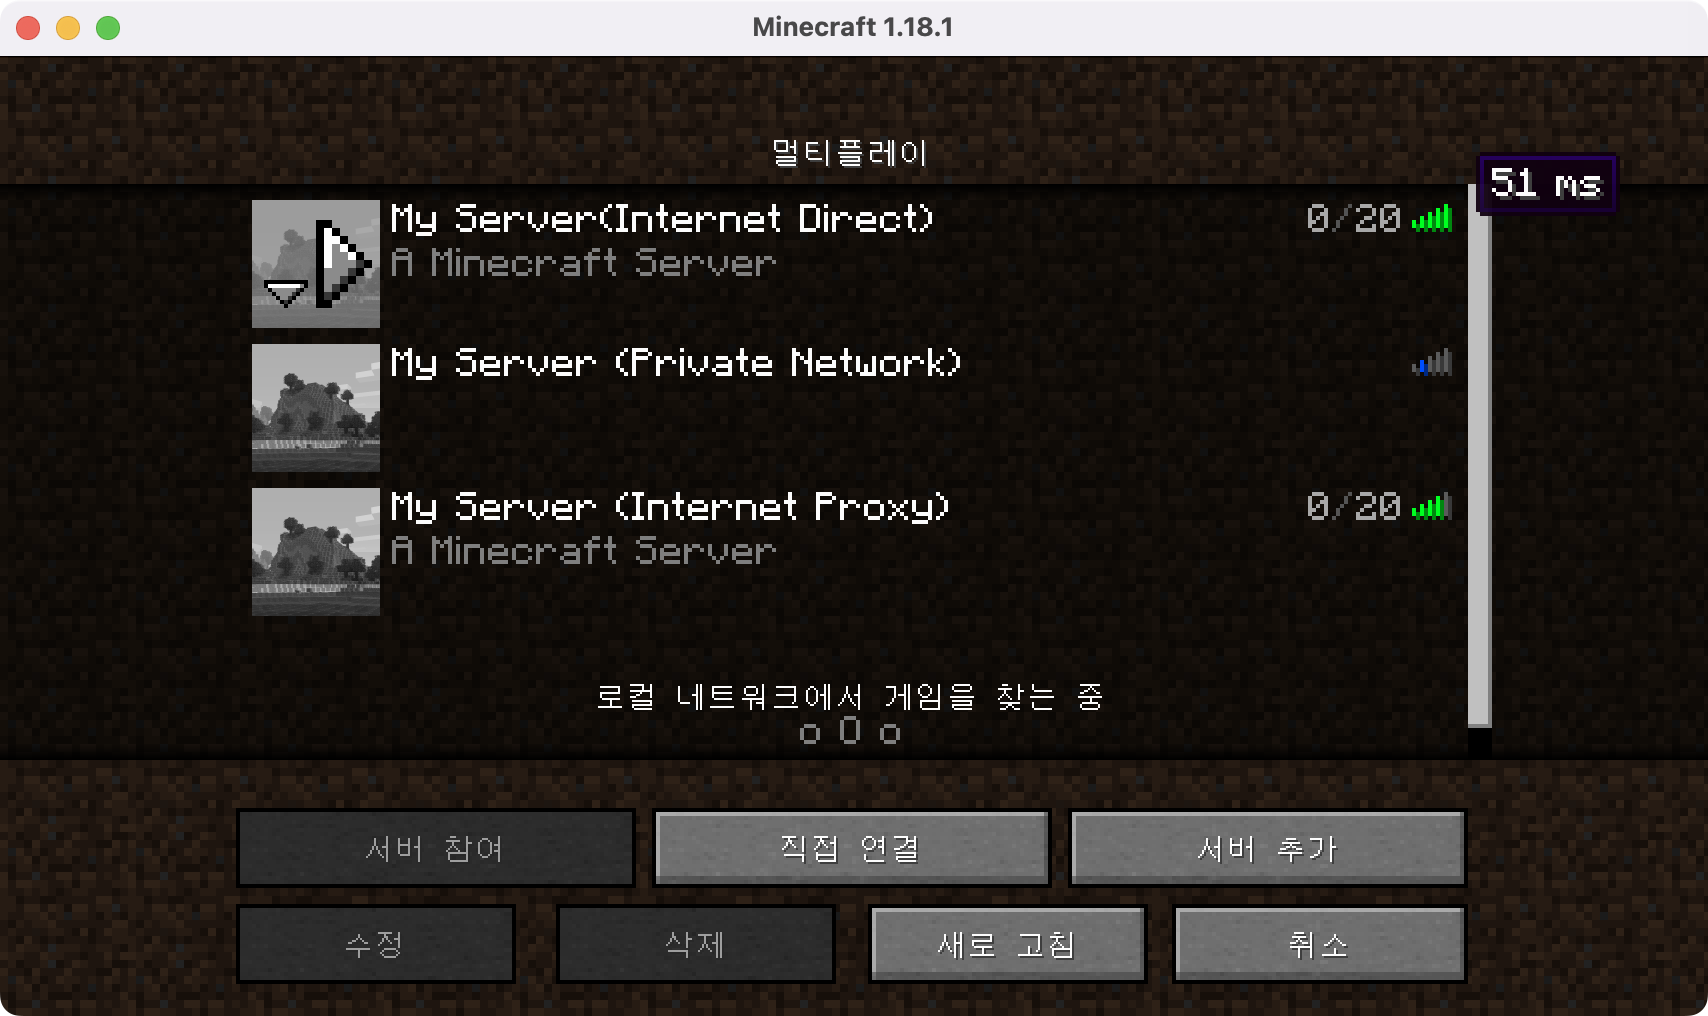 Minecraft 1.18.1
멀티플레이
51 ms
My Server(Internet Direct)
0/20
A Minecraft Server
My Server (Private Network)
My Server (Internet Proxy)
0/20
A Minecraft Server
로컬 네트워크에서 게임을 찾는 중
o O o
서버 참여
직접 연결
서버 추가
수정
삭제
새로 고침
취소